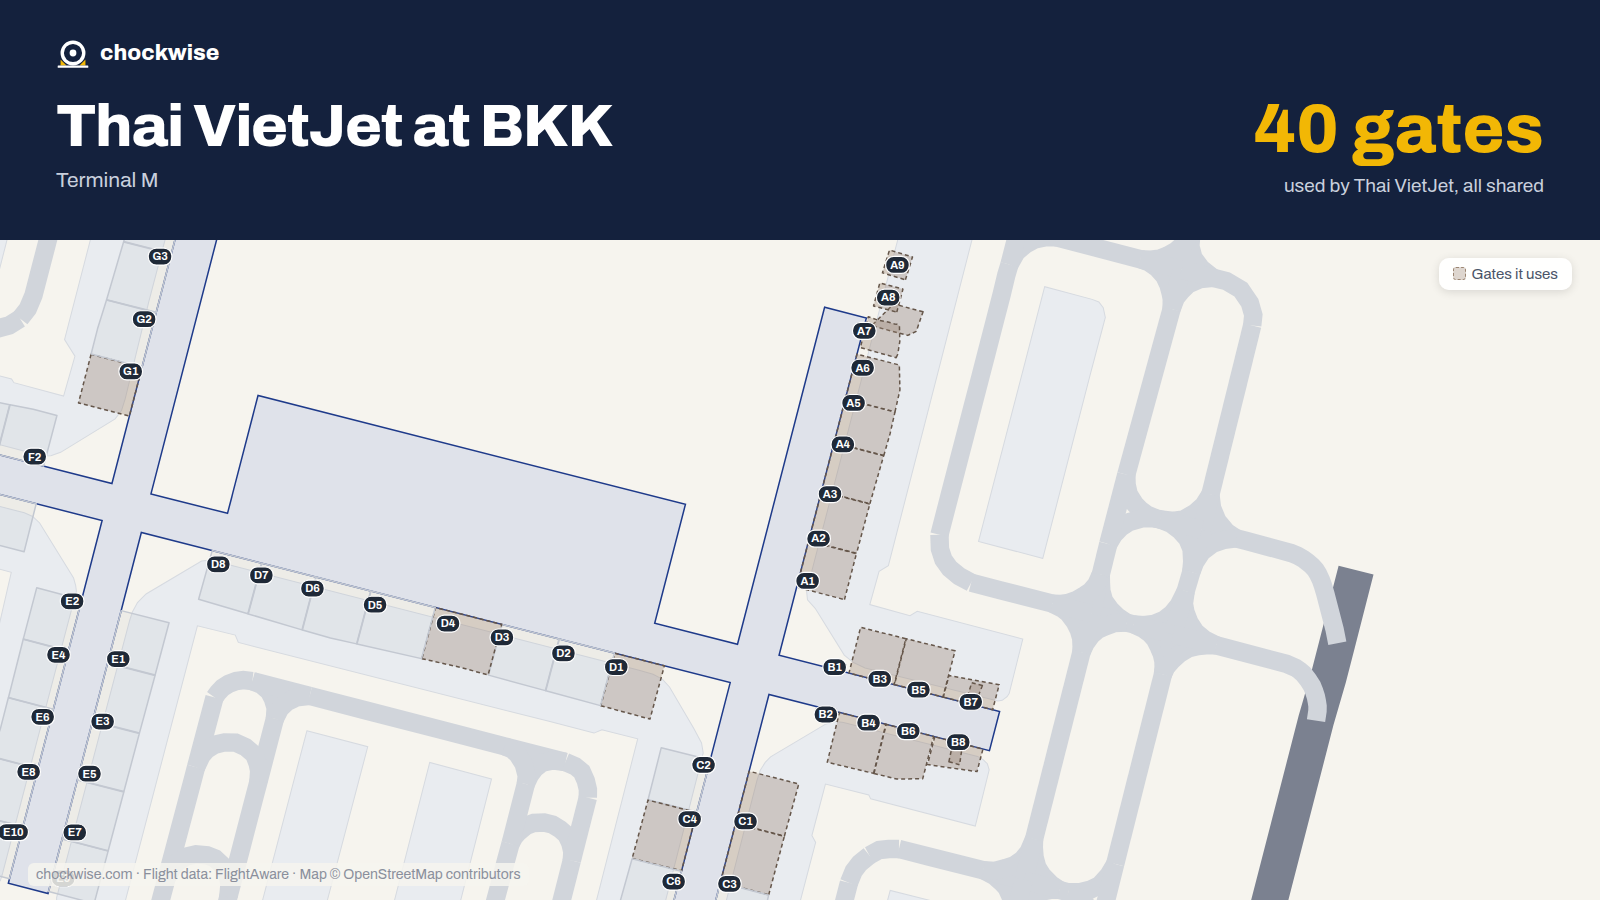 chockwise
Thai VietJet at BKK
Terminal M
40 gates
used by Thai VietJet, all shared
Gates it uses
G3
G2
G1
F2
A9
A8
A7
A6
A5
A4
A3
A2
A1
D8
D7
D6
D5
D4
D3
D2
D1
E2
E4
E1
E6
E3
E8
E5
E10
E7
B1
B3
B5
B7
B2
B4
B6
B8
C2
C4
C1
C6
C3
chockwise.com · Flight data: FlightAware · Map © OpenStreetMap contributors